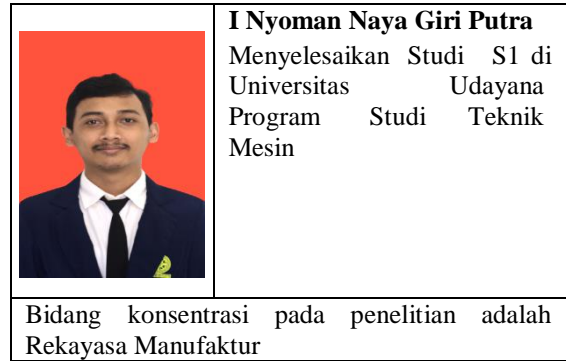 I Nyoman Naya Giri Putra
Menyelesaikan Studi S1 di
Universitas Udayana
Program Studi Teknik
Mesin
Bidang konsentrasi pada penelitian adalah
Rekayasa Manufaktur